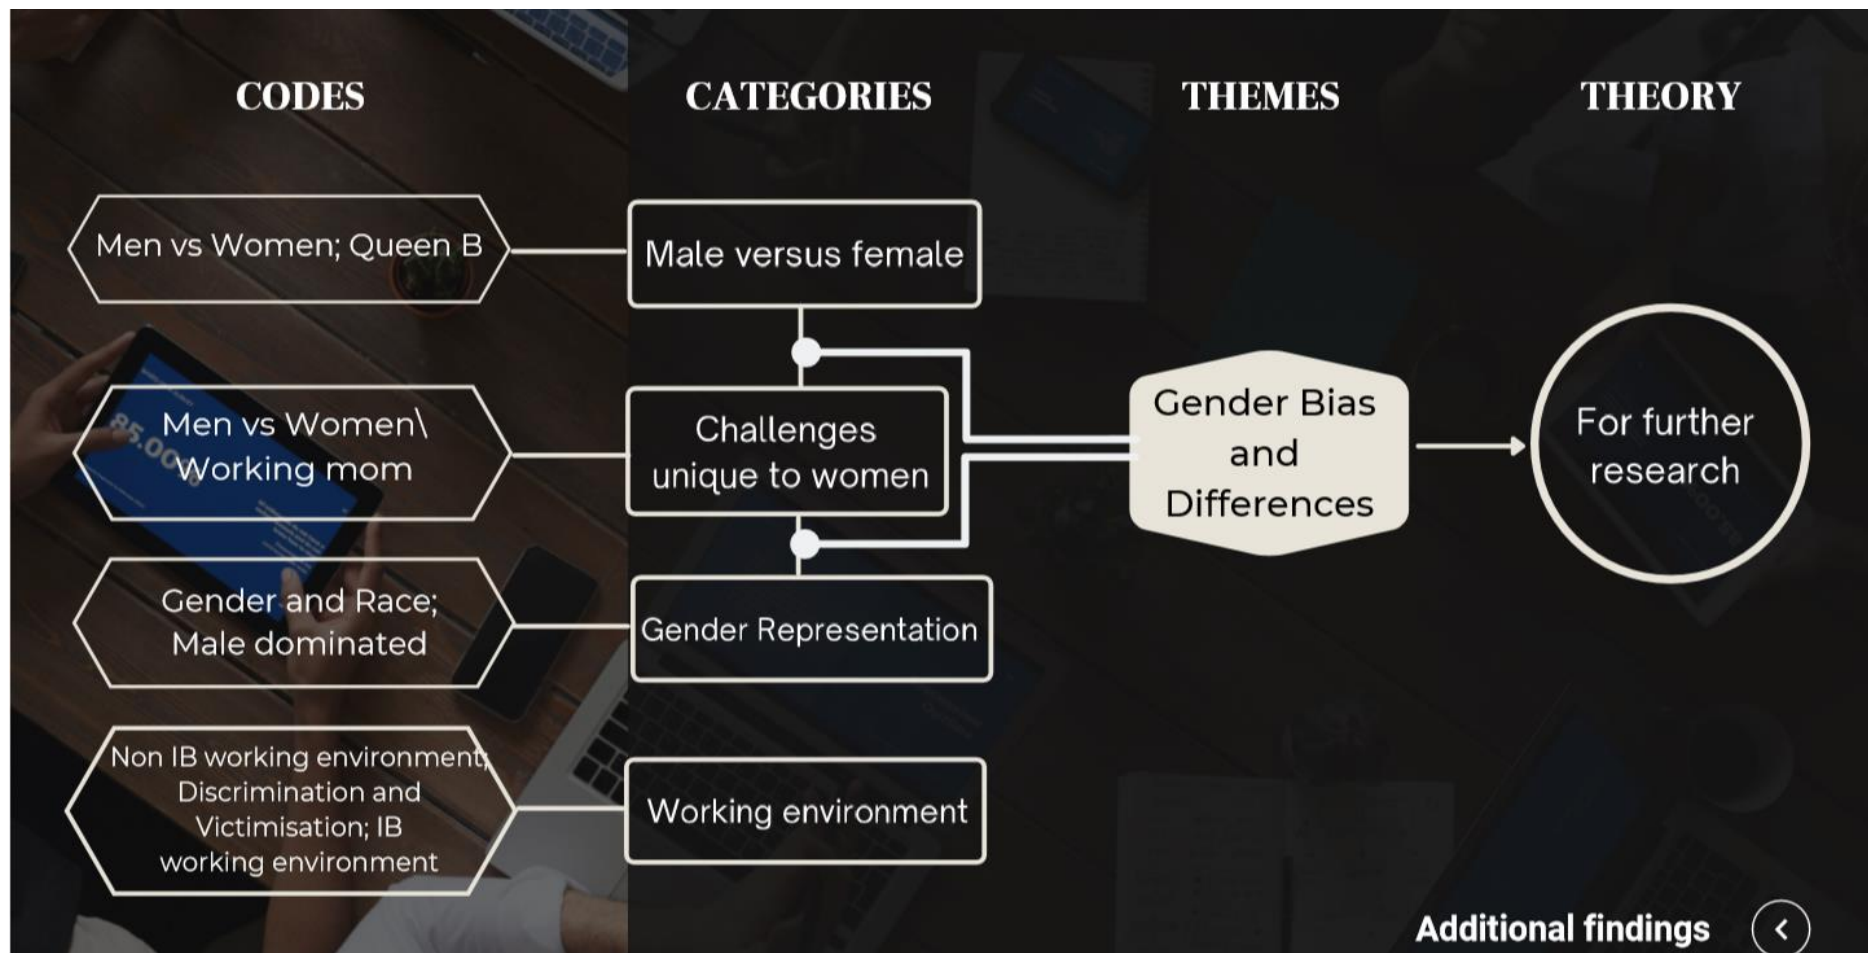 CODES
CATEGORIES
THEMES
THEORY
Men vs Women; Queen B
Male versus female
Men vs Women\
Working mom
Challenges
unique to women
Gender Bias
and
Differences
For further
research
Gender and Race;
Male dominated
Gender Representation
Non IB working environment;
Discrimination and
Victimisation; IB
working environment
Working environment
85.00%
Additional findings